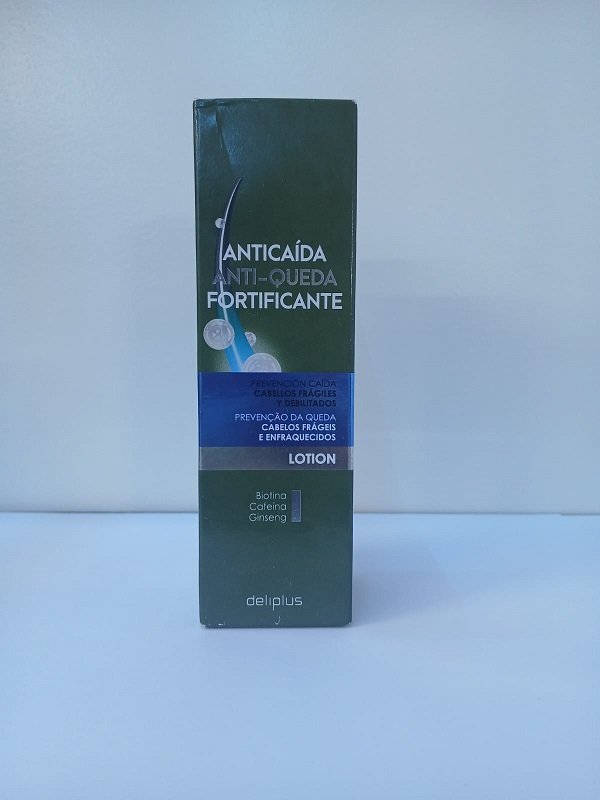 ANTICAÍDA
ANTI-QUEDA
FORTIFICANTE
PREVENCIÓN CAÍDA
CABELLOS FRÁGILES
Y DEBILITADOS
PREVENÇÃO DA QUEDA
CABELOS FRÁGEIS
E ENFRAQUECIDOS
LOTION
Biotina
Cafeína
Ginseng
deliplus